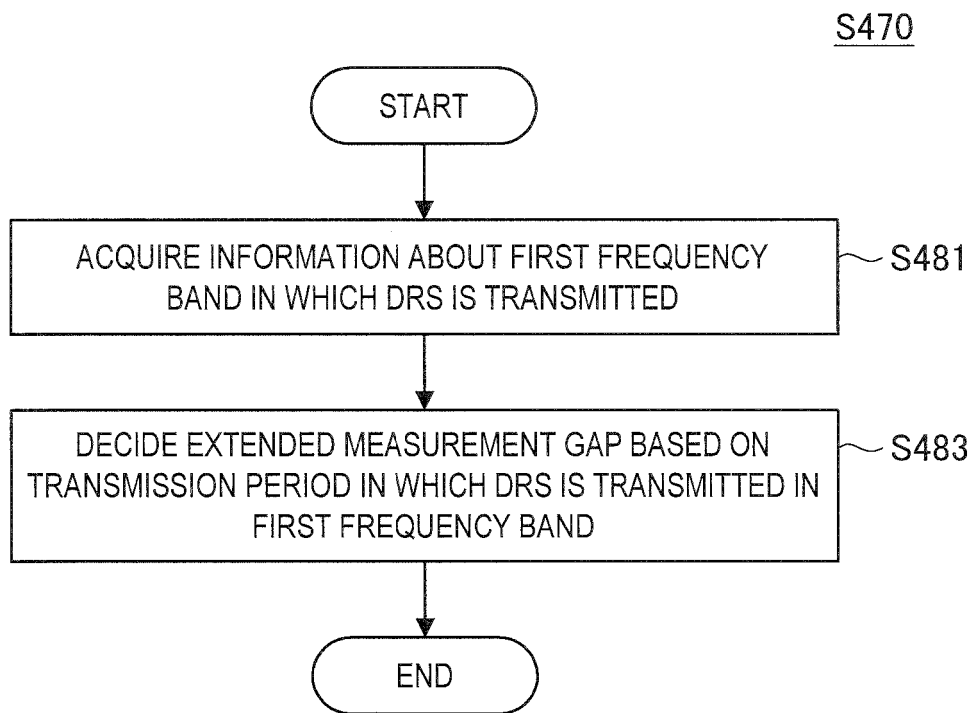 S470
START
ACQUIRE INFORMATION ABOUT FIRST FREQUENCY
BAND IN WHICH DRS IS TRANSMITTED
S481
DECIDE EXTENDED MEASUREMENT GAP BASED ON
TRANSMISSION PERIOD IN WHICH DRS IS TRANSMITTED IN
FIRST FREQUENCY BAND
S483
END